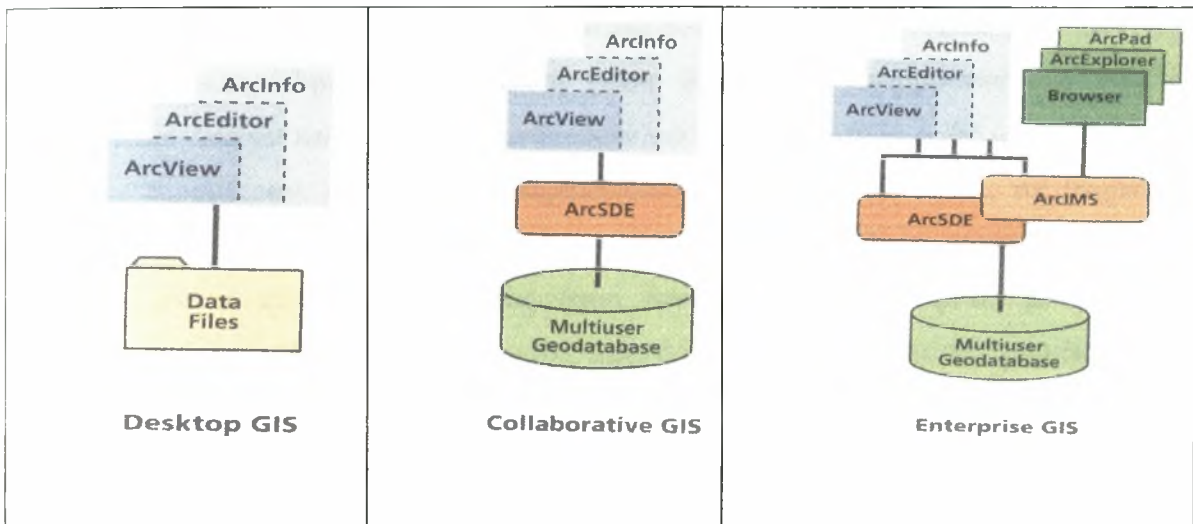 ArcInfo
ArcEditor
ArcView
Data
Files
Desktop GIS
ArcInfo
ArcEditor
ArcView
ArcSDE
Multiuser
Geodatabase
Collaborative GIS
ArcInfo
ArcEditor
ArcView
ArcPad
ArcExplorer
Browser
ArcIMS
ArcSDE
Multiuser
Geodatabase
Enterprise GIS